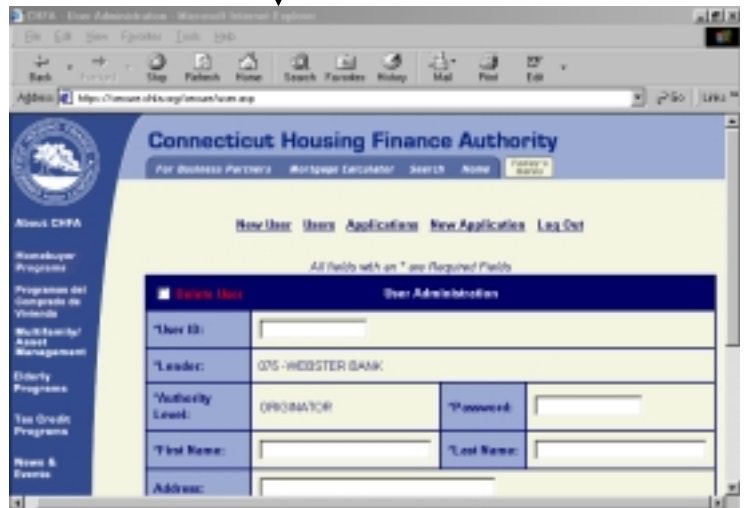 CHFA - User Administration - Microsoft Internet Explorer
File Edit View Favorites Tools Help
Back Forward Stop Refresh Home Search Favorites History Mail Print Edit
Address Go Links »
Connecticut Housing Finance Authority
For Business Partners Mortgage Calculator Search Home Today's Rates
About CHFA
Homebuyer Programs
Programas del Comprado de Vivienda
Multifamily/ Asset Management
Elderly Programs
Tax Credit Programs
News & Events
New User Users Applications New Application Log Out
All fields with an * are Required Fields
Delete User User Administration
*User ID:
*Lender: 075 - WEBSTER BANK
*Authority Level: ORIGINATOR *Password:
*First Name: *Last Name:
Address: